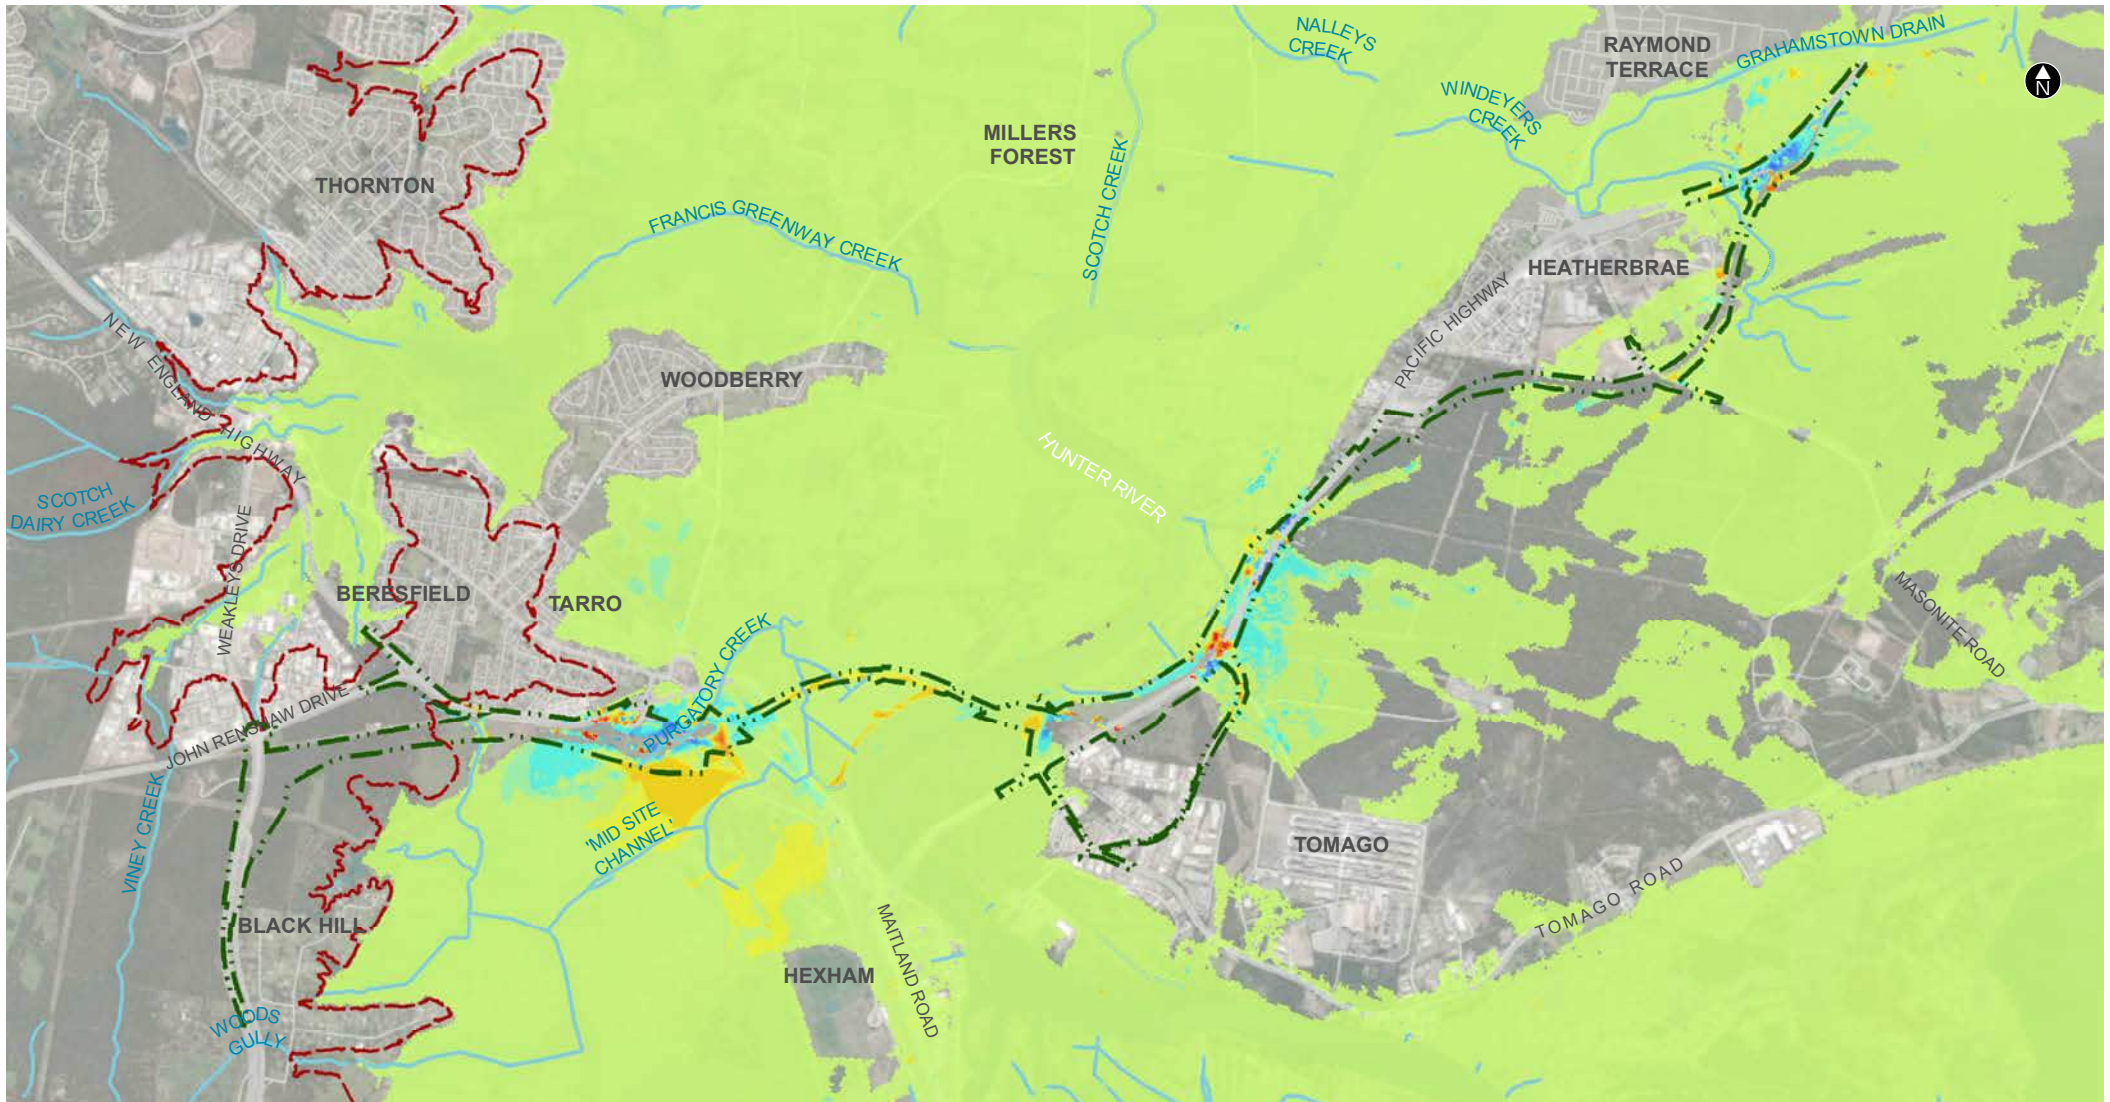 NALLEYS
CREEK
RAYMOND
TERRACE
GRAHAMSTOWN DRAIN
N
WINDEYERS
CREEK
MILLERS
FOREST
THORNTON
SCOTCH CREEK
FRANCIS GREENWAY CREEK
HEATHERBRAE
PACIFIC HIGHWAY
NEW ENGLAND HIGHWAY
WOODBERRY
HUNTER RIVER
SCOTCH
DAIRY CREEK
WEAKLEYS DRIVE
BERESFIELD
TARRO
MASONITE ROAD
PURGATORY CREEK
JOHN RENSHAW DRIVE
VINEY CREEK
'MID SITE
CHANNEL'
TOMAGO
TOMAGO ROAD
BLACK HILL
MAITLAND ROAD
HEXHAM
WOODS
GULLY